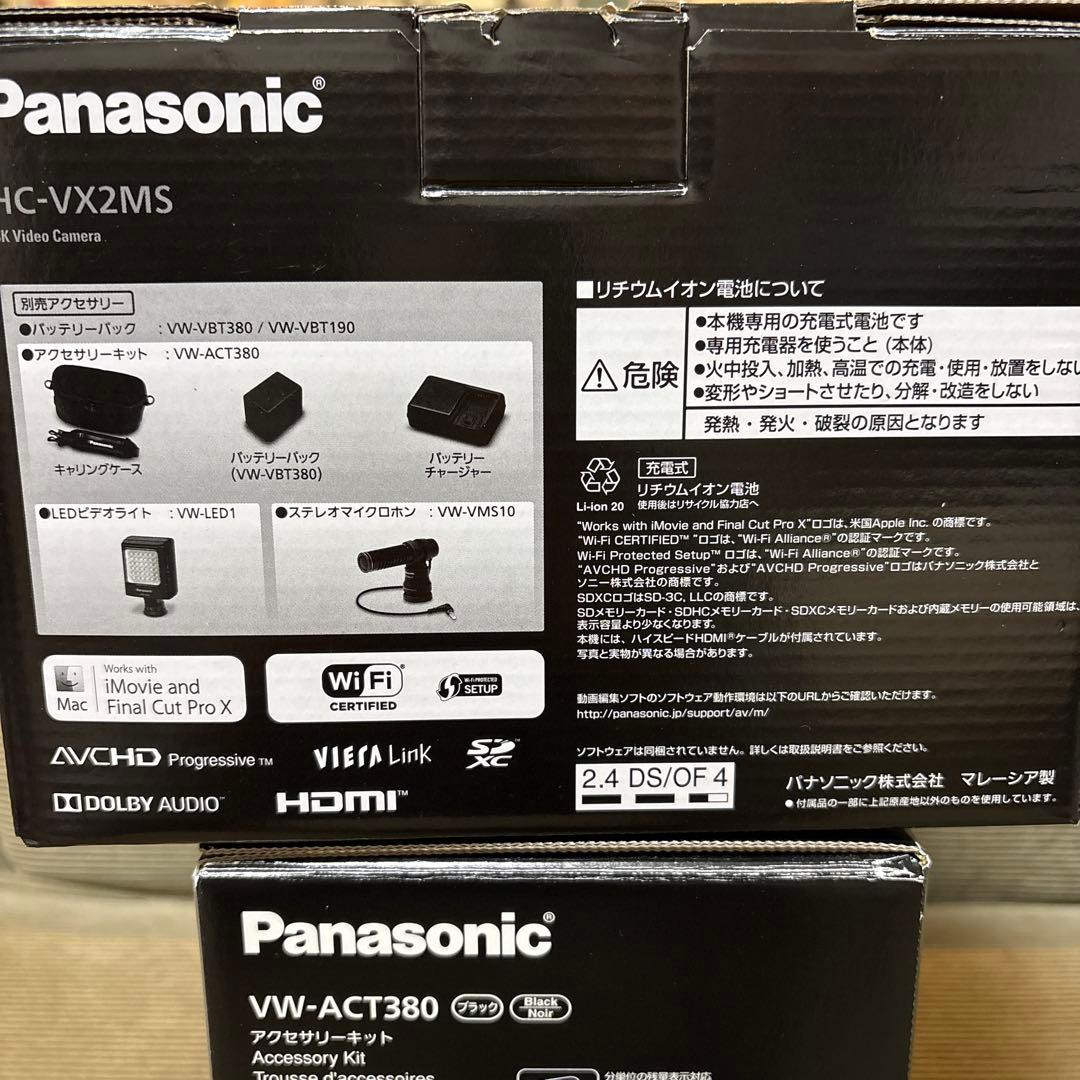 Panasonic®
HC-VX2MS
K Video Camera
別売アクセサリー
●バッテリーパック : VW-VBT380 / VW-VBT190
●アクセサリーキット : VW-ACT380
Panasonic
キャリングケース
バッテリーパック
(VW-VBT380)
バッテリー
チャージャー
●LEDビデオライト : VW-LED1
Panasonic
●ステレオマイクロホン : VW-VMS10
Mac
Works with
iMovie and
Final Cut Pro X
Wi Fi®
CERTIFIED
Wi-Fi PROTECTED
SETUP
AVCHD Progressive™
VIERA Link
SD XC™
DOLBY AUDIO™
HDMI™
■リチウムイオン電池について
危険
●本機専用の充電式電池です
●専用充電器を使うこと (本体)
●火中投入、加熱、高温での充電・使用・放置をしない
●変形やショートさせたり、分解・改造をしない
発熱・発火・破裂の原因となります
Li-ion 20
充電式
リチウムイオン電池
使用後はリサイクル協力店へ
"Works with iMovie and Final Cut Pro X"ロゴは、米国Apple Inc. の商標です。
"Wi-Fi CERTIFIED™ "ロゴは、"Wi-Fi Alliance®"の認証マークです。
Wi-Fi Protected Setup™ ロゴは、"Wi-Fi Alliance®"の認証マークです。
"AVCHD Progressive"および"AVCHD Progressive"ロゴはパナソニック株式会社と
ソニー株式会社の商標です。
SDXCロゴはSD-3C, LLCの商標です。
SDメモリーカード・SDHCメモリーカード・SDXCメモリーカードおよび内蔵メモリーの使用可能領域は、
表示容量より少なくなります。
本機には、ハイスピードHDMI®ケーブルが付属されています。
写真と実物が異なる場合があります。
動画編集ソフトのソフトウェア動作環境は以下のURLからご確認いただけます。
http://panasonic.jp/support/av/m/
ソフトウェアは同梱されていません。詳しくは取扱説明書をご参照ください。
2.4 DS/OF 4
パナソニック株式会社 マレーシア製
●付属品の一部に上記原産地以外のものを使用しています。
Panasonic®
VW-ACT380 ブラック Black Noir
アクセサリーキット
Accessory Kit
Trousse d'accessoires
分単位の残量表示対応